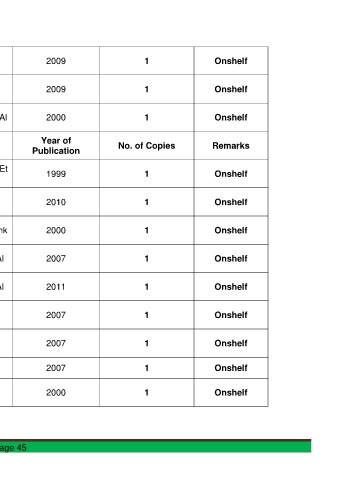 2009 1 Onshelf
2009 1 Onshelf
Al 2000 1 Onshelf
Year of
Publication No. of Copies Remarks
Et
1999 1 Onshelf
2010 1 Onshelf
nk 2000 1 Onshelf
Al 2007 1 Onshelf
Al 2011 1 Onshelf
2007 1 Onshelf
2007 1 Onshelf
2007 1 Onshelf
2000 1 Onshelf
age 45